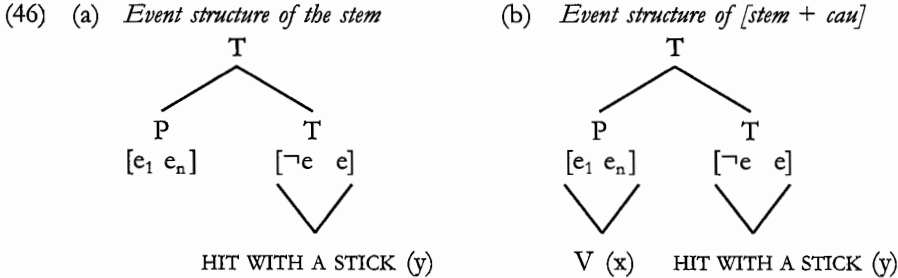 (46) (a) Event structure of the stem (b) Event structure of [stem + cau]
T T
P T P T
[e₁ eₙ] [¬e e] [e₁ eₙ] [¬e e]
HIT WITH A STICK (y) V (x) HIT WITH A STICK (y)